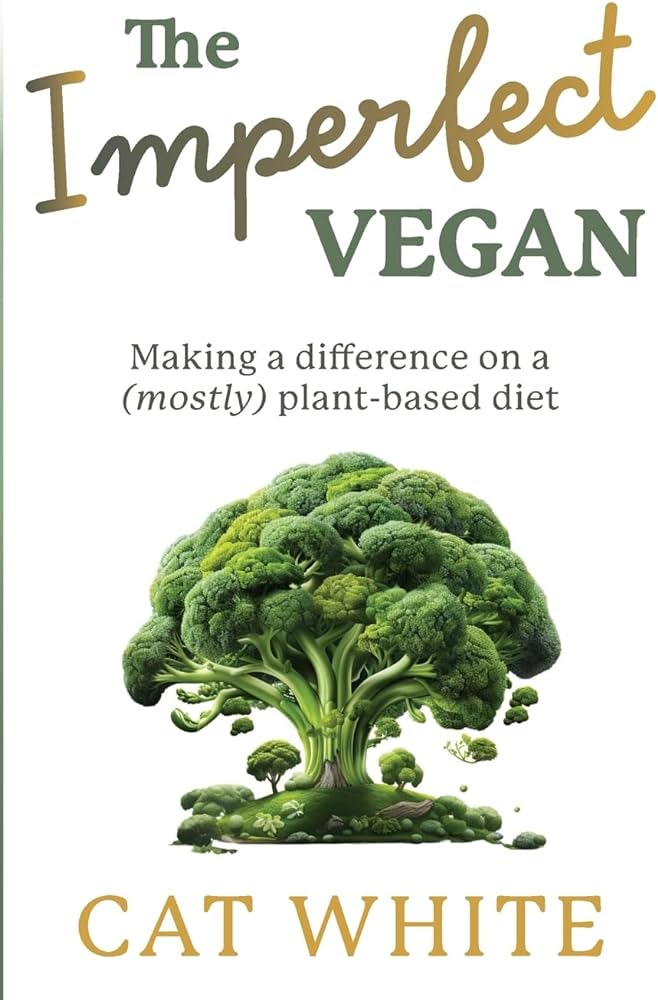 The
Imperfect
VEGAN
Making a difference on a
(mostly) plant-based diet
CAT WHITE